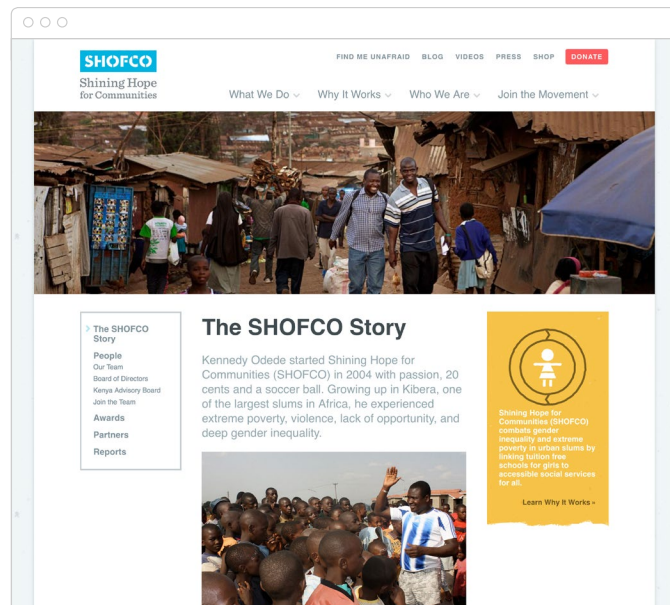 SHOFCO
Shining Hope
for Communities
FIND ME UNAFRAID BLOG VIDEOS PRESS SHOP DONATE
What We Do Why It Works Who We Are Join the Movement
The SHOFCO
Story
People
Our Team
Board of Directors
Kenya Advisory Board
Join the Team
Awards
Partners
Reports
The SHOFCO Story
Kennedy Odede started Shining Hope for
Communities (SHOFCO) in 2004 with passion, 20
cents and a soccer ball. Growing up in Kibera, one
of the largest slums in Africa, he experienced
extreme poverty, violence, lack of opportunity, and
deep gender inequality.
Shining Hope for
Communities (SHOFCO)
combats gender
inequality and extreme
poverty in urban slums by
linking tuition free
schools for girls to
accessible social services
for all.
Learn Why It Works »